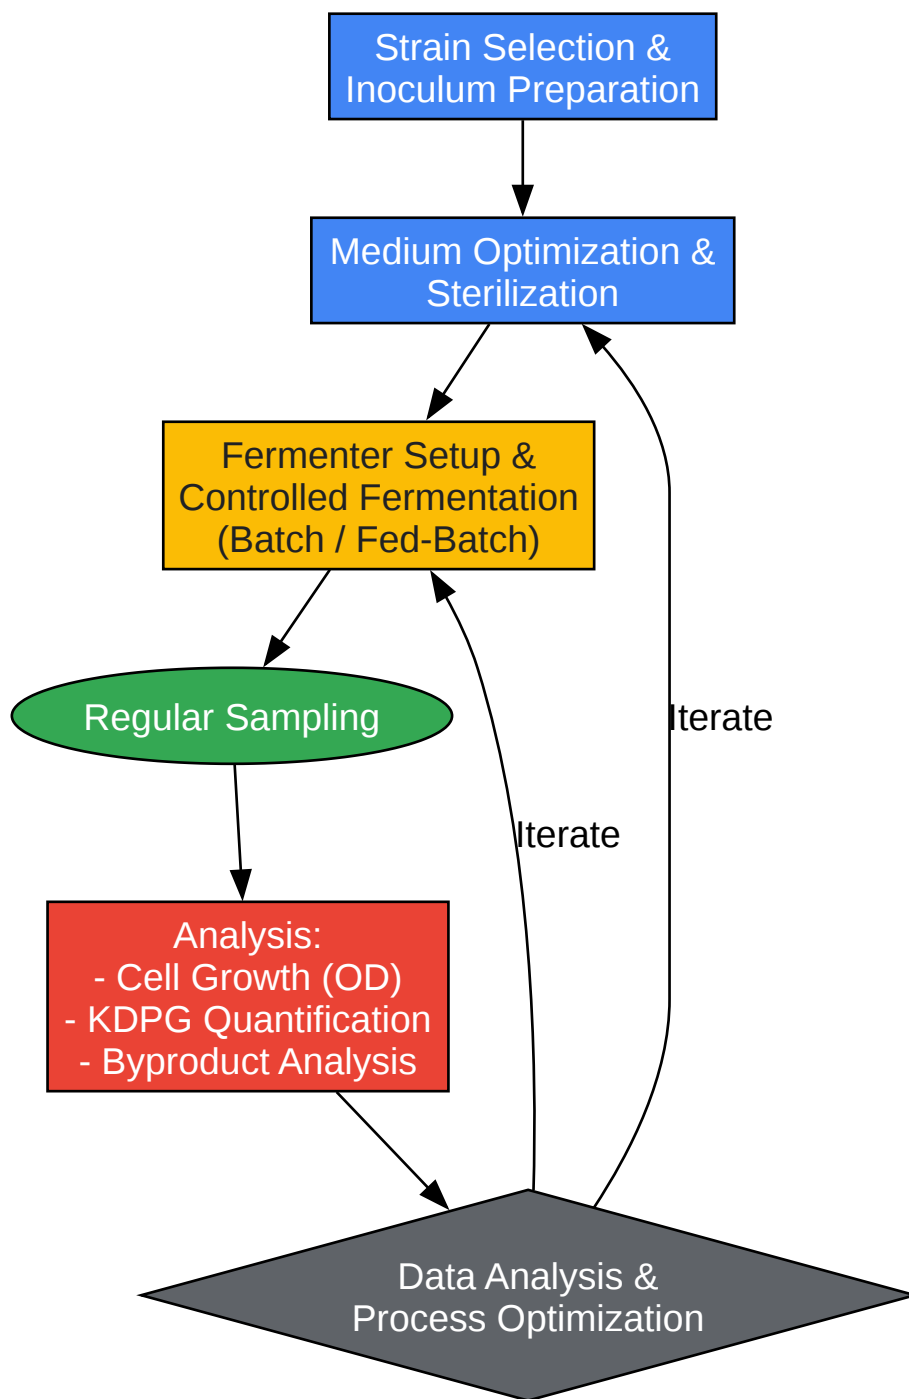 Strain Selection &
Inoculum Preparation
Medium Optimization &
Sterilization
Fermenter Setup &
Controlled Fermentation
(Batch / Fed-Batch)
Regular Sampling
Iterate
Iterate
Analysis:
- Cell Growth (OD)
- KDPG Quantification
- Byproduct Analysis
Data Analysis &
Process Optimization